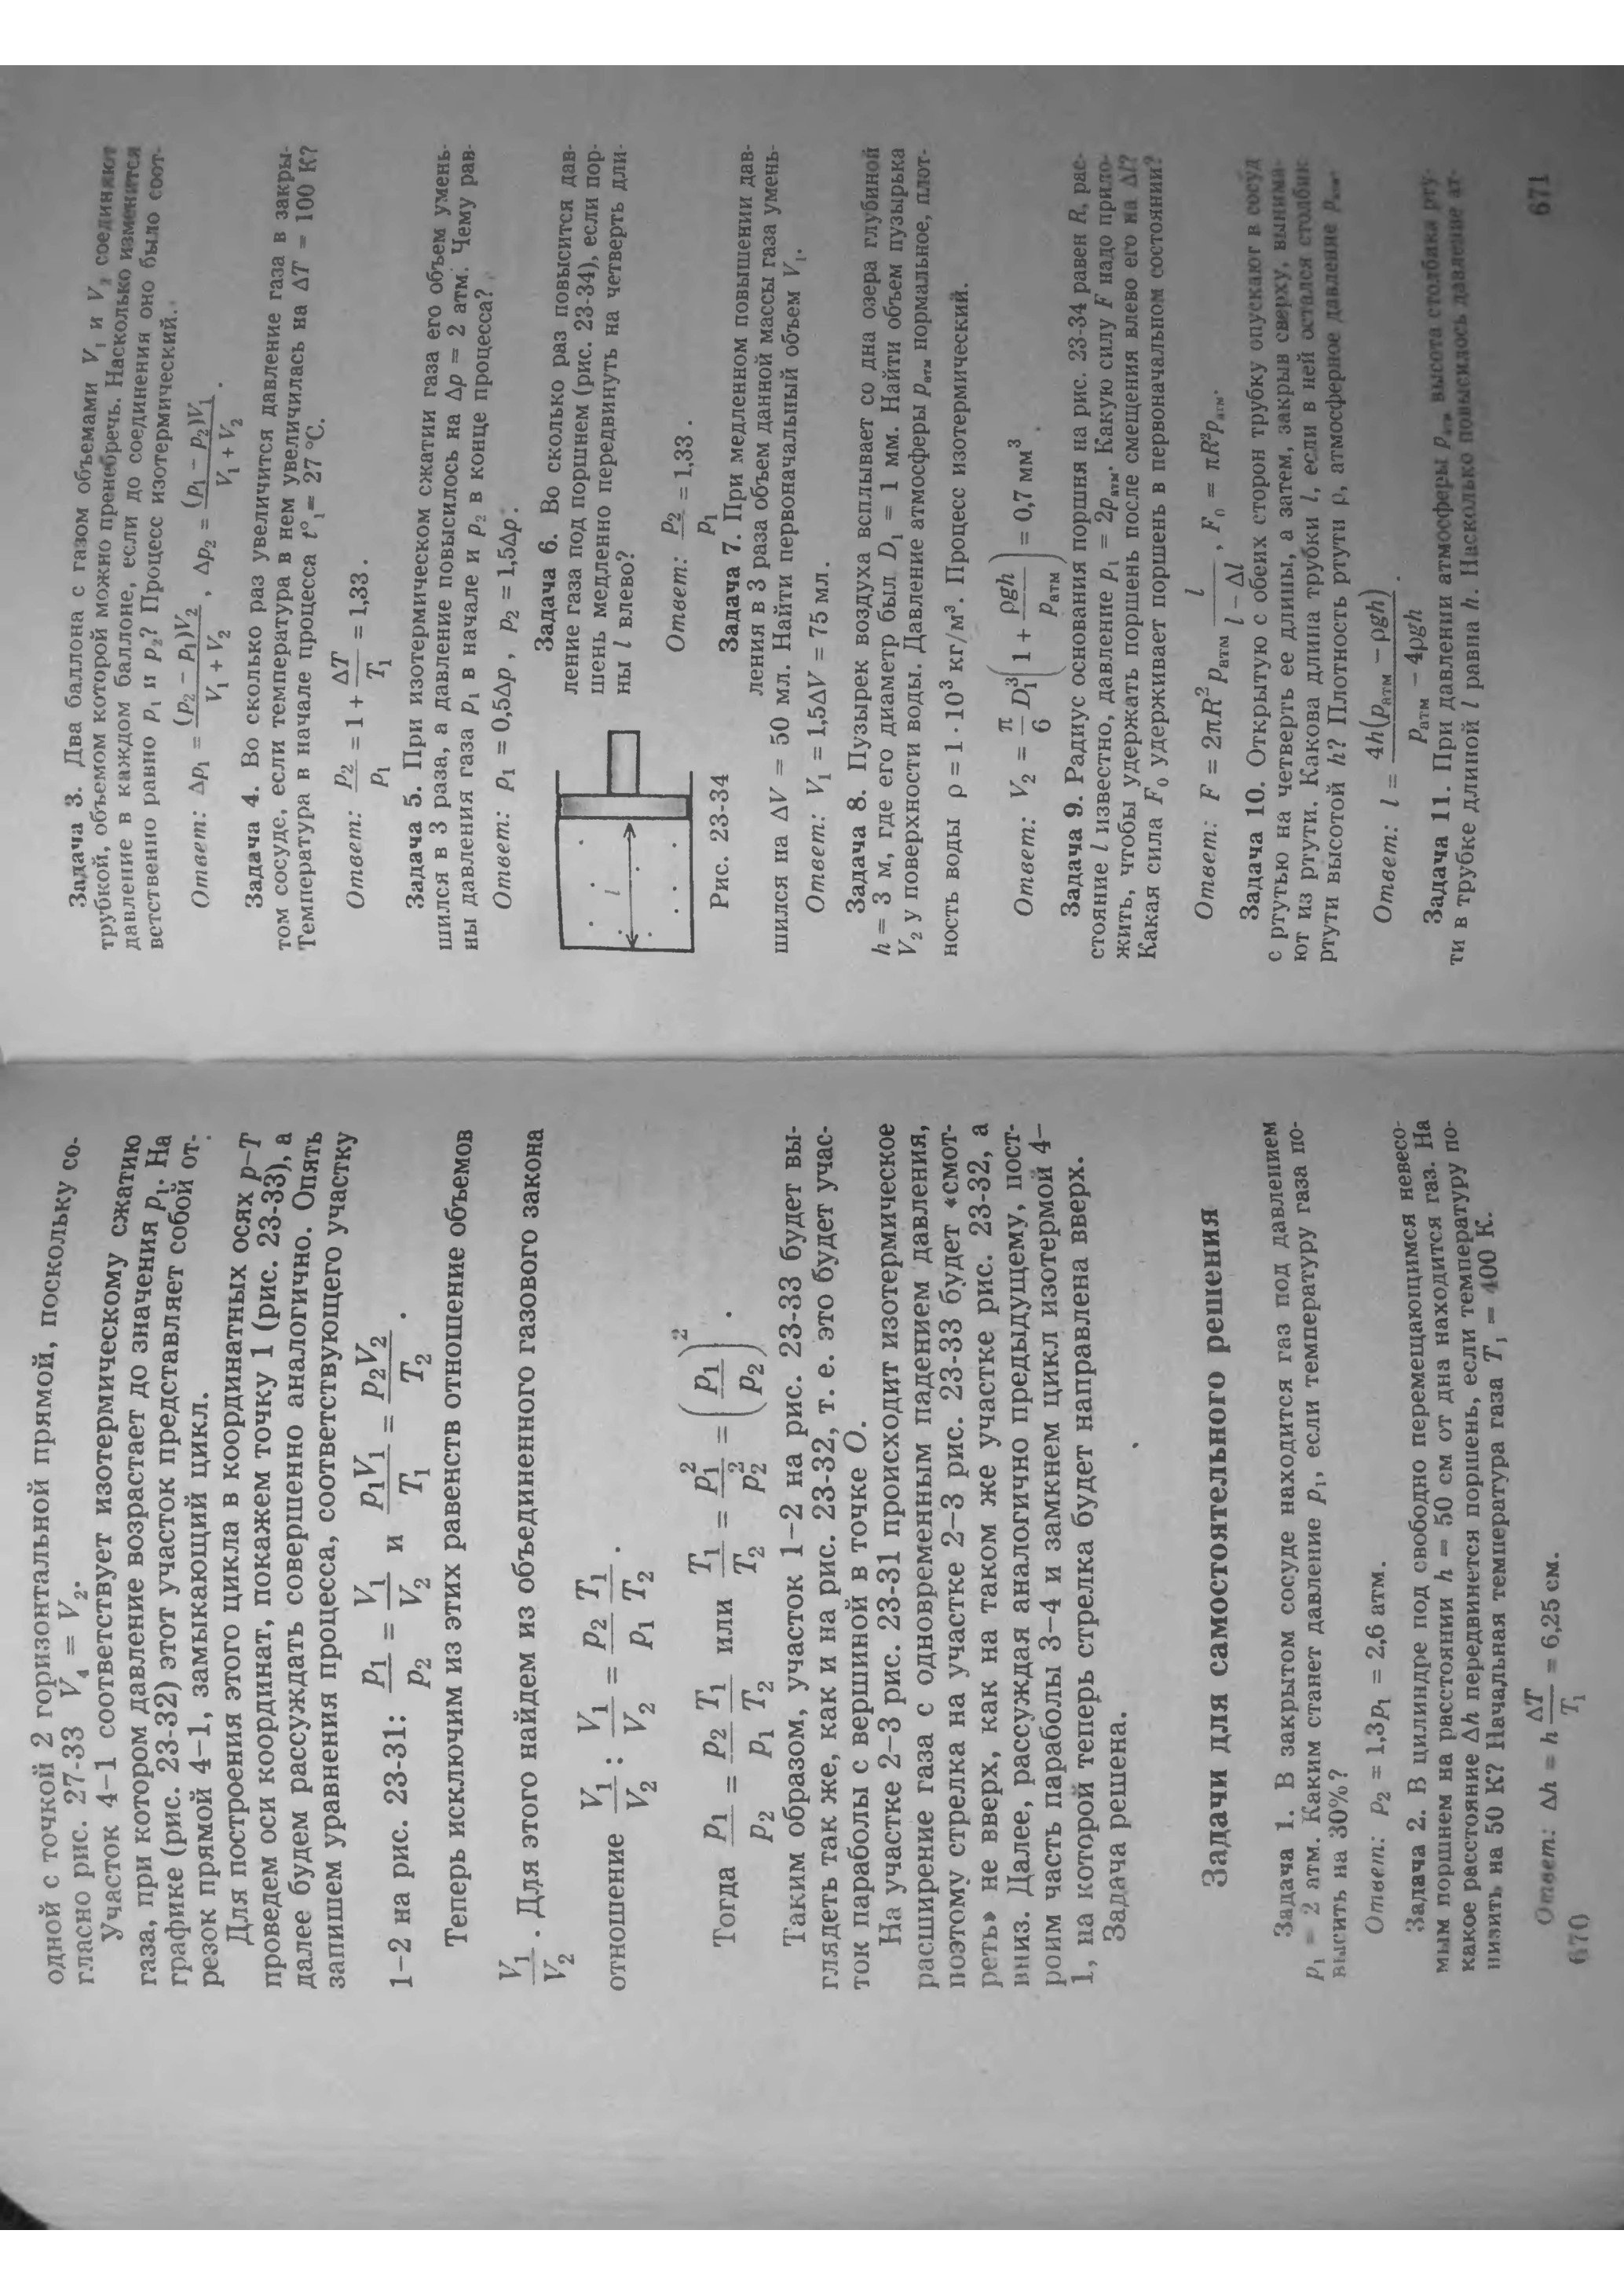 одной с точкой 2 горизонтальной прямой, поскольку со-
гласно рис. 27-33 V₄ = V₂.
Участок 4–1 соответствует изотермическому сжатию
газа, при котором давление возрастает до значения p₁. На
графике (рис. 23-32) этот участок представляет собой от-
резок прямой 4–1, замыкающий цикл.
Для построения этого цикла в координатных осях p–T
проведем оси координат, покажем точку 1 (рис. 23-33), а
далее будем рассуждать совершенно аналогично. Опять
запишем уравнения процесса, соответствующего участку
1–2 на рис. 23-31: p₁/p₂ = V₁/V₂ и p₁V₁/T₁ = p₂V₂/T₂ .
Теперь исключим из этих равенств отношение объемов
V₁/V₂ . Для этого найдем из объединенного газового закона
отношение V₁/V₂ : V₁/V₂ = p₂/p₁ T₁/T₂ .
Тогда p₁/p₂ = p₂/p₁ T₁/T₂ или T₁/T₂ = p₁²/p₂² = (p₁/p₂)² .
Таким образом, участок 1–2 на рис. 23-33 будет вы-
глядеть так же, как и на рис. 23-32, т. е. это будет учас-
ток параболы с вершиной в точке O.
На участке 2–3 рис. 23-31 происходит изотермическое
расширение газа с одновременным падением давления,
поэтому стрелка на участке 2–3 рис. 23-33 будет «смот-
реть» не вверх, как на таком же участке рис. 23-32, а
вниз. Далее, рассуждая аналогично предыдущему, пост-
роим часть параболы 3–4 и замкнем цикл изотермой 4–
1, на которой теперь стрелка будет направлена вверх.
Задача решена.
Задачи для самостоятельного решения
Задача 1. В закрытом сосуде находится газ под давлением
p₁ = 2 атм. Каким станет давление p₁, если температуру газа по-
высить на 30%?
Ответ: p₂ = 1,3p₁ = 2,6 атм.
Задача 2. В цилиндре под свободно перемещающимся невесо-
мым поршнем на расстоянии h = 50 см от дна находится газ. На
какое расстояние Δh передвинется поршень, если температуру по-
низить на 50 К? Начальная температура газа T₁ = 400 К.
Ответ: Δh = h ΔT/T₁ = 6,25 см.
670
Задача 3. Два баллона с газом объемами V₁ и V₂ соединяют
трубкой, объемом которой можно пренебречь. Насколько изменится
давление в каждом баллоне, если до соединения оно было соот-
ветственно равно p₁ и p₂? Процесс изотермический.
Ответ: Δp₁ = (p₂ − p₁)V₂/V₁ + V₂ , Δp₂ = (p₁ − p₂)V₁/V₁ + V₂ .
Задача 4. Во сколько раз увеличится давление газа в закры-
том сосуде, если температура в нем увеличилась на ΔT = 100 К?
Температура в начале процесса t°₁= 27 °С.
Ответ: p₂/p₁ = 1 + ΔT/T₁ = 1,33 .
Задача 5. При изотермическом сжатии газа его объем умень-
шился в 3 раза, а давление повысилось на Δp = 2 атм. Чему рав-
ны давления газа p₁ в начале и p₂ в конце процесса?
Ответ: p₁ = 0,5Δp , p₂ = 1,5Δp .
Задача 6. Во сколько раз повысится дав-
ление газа под поршнем (рис. 23-34), если пор-
шень медленно передвинуть на четверть дли-
ны l влево?
Ответ: p₂/p₁ = 1,33 .
l
Рис. 23-34
Задача 7. При медленном повышении дав-
ления в 3 раза объем данной массы газа умень-
шился на ΔV = 50 мл. Найти первоначальный объем V₁.
Ответ: V₁ = 1,5ΔV = 75 мл.
Задача 8. Пузырек воздуха всплывает со дна озера глубиной
h = 3 м, где его диаметр был D₁ = 1 мм. Найти объем пузырька
V₂ у поверхности воды. Давление атмосферы pатм нормальное, плот-
ность воды ρ = 1 · 10³ кг/м³. Процесс изотермический.
Ответ: V₂ = π/6 D₁³(1 + ρgh/pатм) = 0,7 мм³ .
Задача 9. Радиус основания поршня на рис. 23-34 равен R, рас-
стояние l известно, давление p₁ = 2pатм. Какую силу F надо прило-
жить, чтобы удержать поршень после смещения влево его на Δl?
Какая сила F₀ удерживает поршень в первоначальном состоянии?
Ответ: F = 2πR²pатм l/l − Δl , F₀ = πR²pатм.
Задача 10. Открытую с обеих сторон трубку опускают в сосуд
с ртутью на четверть ее длины, а затем, закрыв сверху, вынима-
ют из ртути. Какова длина трубки l, если в ней остался столбик
ртути высотой h? Плотность ртути ρ, атмосферное давление pатм.
Ответ: l = 4h(pатм − ρgh)/pатм − 4ρgh .
Задача 11. При давлении атмосферы pатм высота столбика рту-
ти в трубке длиной l равна h. Насколько повысилось давление ат-
671